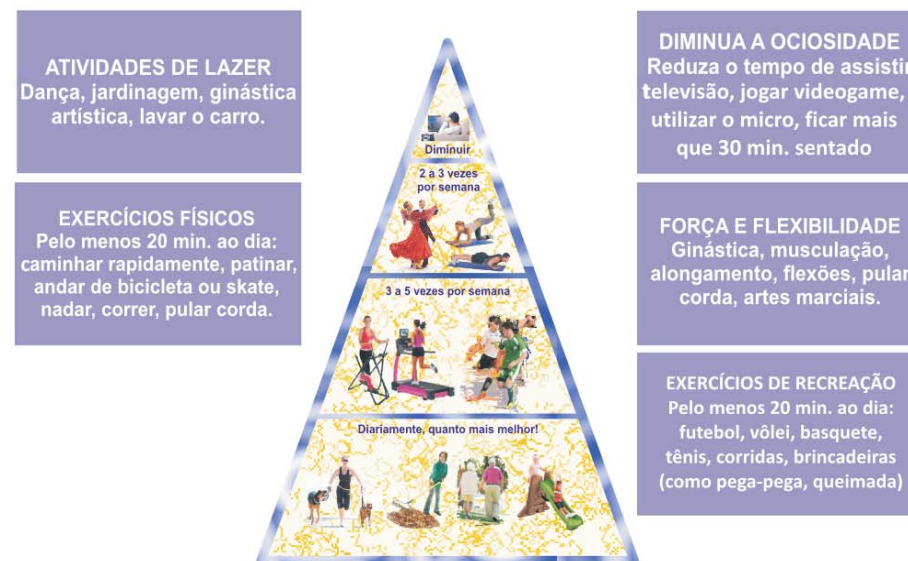 ATIVIDADES DE LAZER
Dança, jardinagem, ginástica
artística, lavar o carro.
EXERCÍCIOS FÍSICOS
Pelo menos 20 min. ao dia:
caminhar rapidamente, patinar,
andar de bicicleta ou skate,
nadar, correr, pular corda.
Diminuir
2 a 3 vezes
por semana
3 a 5 vezes por semana
Diariamente, quanto mais melhor!
DIMINUA A OCIOSIDADE
Reduza o tempo de assistir
televisão, jogar videogame,
utilizar o micro, ficar mais
que 30 min. sentado
FORÇA E FLEXIBILIDADE
Ginástica, musculação,
alongamento, flexões, pular
corda, artes marciais.
EXERCÍCIOS DE RECREAÇÃO
Pelo menos 20 min. ao dia:
futebol, vôlei, basquete,
tênis, corridas, brincadeiras
(como pega-pega, queimada)